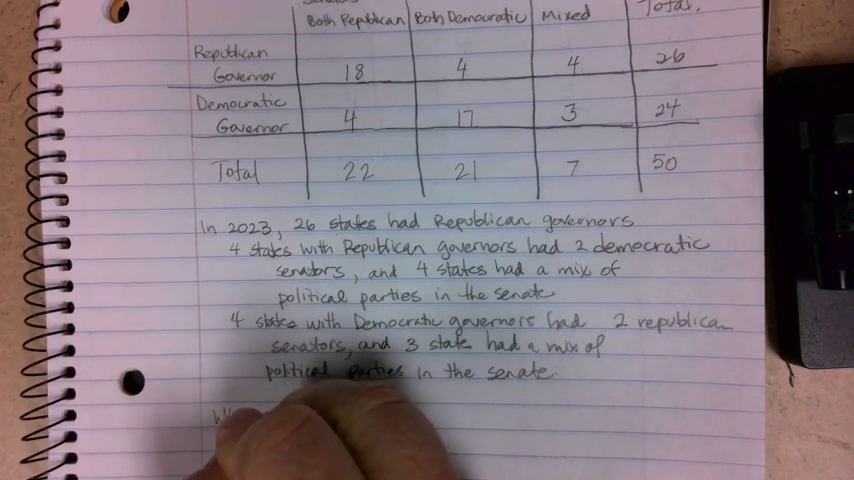 Both Republican Both Democratic Mixed Total.
Republican
Governor 18 4 4 26
Democratic
Governor 4 17 3 24
Total 22 21 7 50
In 2023, 26 states had Republican governors
4 states with Republican governors had 2 democratic
senators, and 4 states had a mix of
political parties in the senate
4 states with Democratic governors had 2 republican
senators, and 3 states had a mix of
political parties in the senate